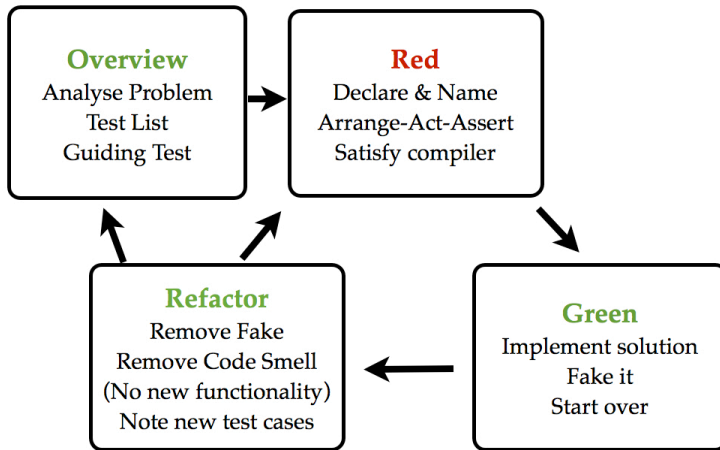 Overview
Analyse Problem
Test List
Guiding Test
Red
Declare & Name
Arrange-Act-Assert
Satisfy compiler
Refactor
Remove Fake
Remove Code Smell
(No new functionality)
Note new test cases
Green
Implement solution
Fake it
Start over